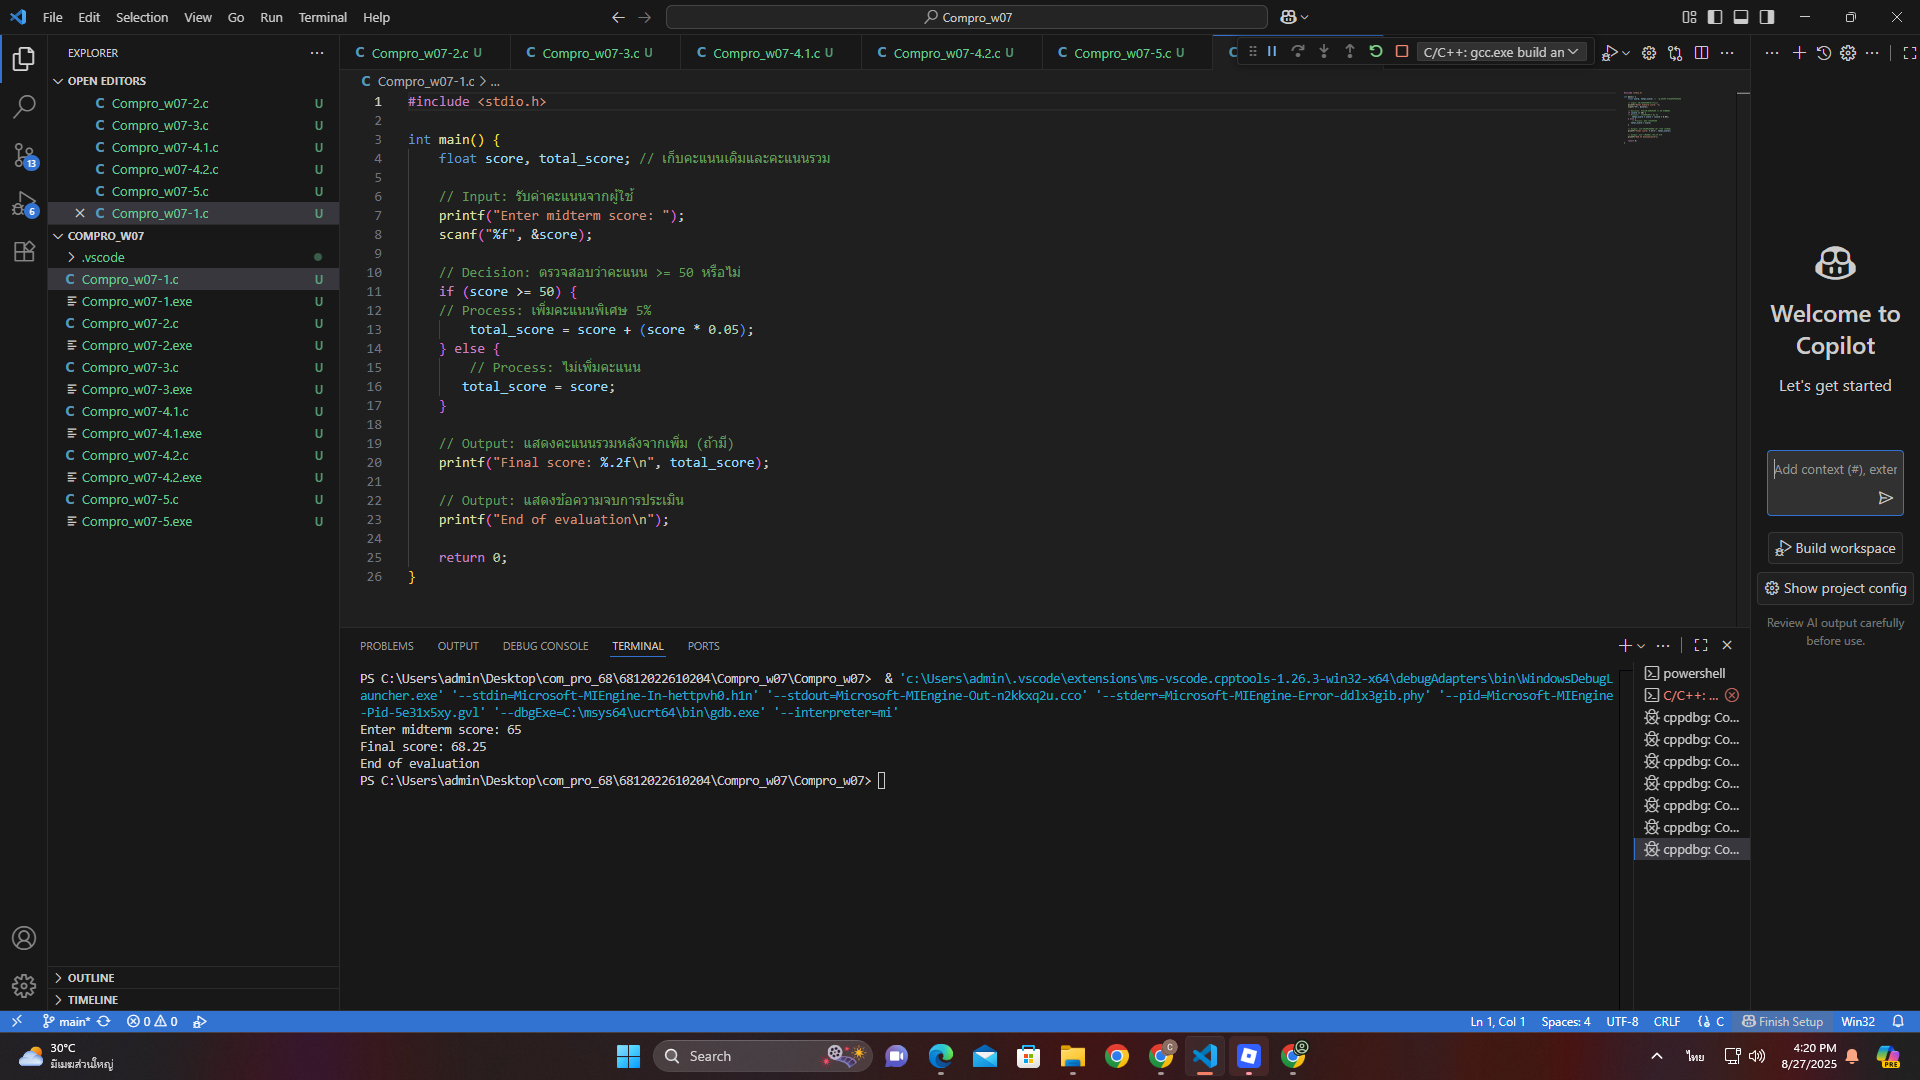 File Edit Selection View Go Run Terminal Help
Compro_w07
EXPLORER
OPEN EDITORS
Compro_w07-2.c U
Compro_w07-3.c U
Compro_w07-4.1.c U
Compro_w07-4.2.c U
Compro_w07-5.c U
Compro_w07-1.c U
COMPRO_W07
.vscode
Compro_w07-1.c U
Compro_w07-1.exe U
Compro_w07-2.c U
Compro_w07-2.exe U
Compro_w07-3.c U
Compro_w07-3.exe U
Compro_w07-4.1.c U
Compro_w07-4.1.exe U
Compro_w07-4.2.c U
Compro_w07-4.2.exe U
Compro_w07-5.c U
Compro_w07-5.exe U
OUTLINE
TIMELINE
13
6
Compro_w07-2.c U Compro_w07-3.c U Compro_w07-4.1.c U Compro_w07-4.2.c U Compro_w07-5.c U
C/C++: gcc.exe build an
Compro_w07-1.c > ...
1 #include <stdio.h>
2
3 int main() {
4 float score, total_score; // เก็บคะแนนเดิมและคะแนนรวม
5
6 // Input: รับค่าคะแนนจากผู้ใช้
7 printf("Enter midterm score: ");
8 scanf("%f", &score);
9
10 // Decision: ตรวจสอบว่าคะแนน >= 50 หรือไม่
11 if (score >= 50) {
12 // Process: เพิ่มคะแนนพิเศษ 5%
13 total_score = score + (score * 0.05);
14 } else {
15 // Process: ไม่เพิ่มคะแนน
16 total_score = score;
17 }
18
19 // Output: แสดงคะแนนรวมหลังจากเพิ่ม (ถ้ามี)
20 printf("Final score: %.2f\n", total_score);
21
22 // Output: แสดงข้อความจบการประเมิน
23 printf("End of evaluation\n");
24
25 return 0;
26 }
PROBLEMS OUTPUT DEBUG CONSOLE TERMINAL PORTS
PS C:\Users\admin\Desktop\com_pro_68\6812022610204\Compro_w07\Compro_w07> & 'c:\Users\admin\.vscode\extensions\ms-vscode.cpptools-1.26.3-win32-x64\debugAdapters\bin\WindowsDebugL
auncher.exe' '--stdin=Microsoft-MIEngine-In-hettpvh0.h1n' '--stdout=Microsoft-MIEngine-Out-n2kkxq2u.cco' '--stderr=Microsoft-MIEngine-Error-ddlx3gib.phy' '--pid=Microsoft-MIEngine
-Pid-5e31x5xy.gvl' '--dbgExe=C:\msys64\ucrt64\bin\gdb.exe' '--interpreter=mi'
Enter midterm score: 65
Final score: 68.25
End of evaluation
PS C:\Users\admin\Desktop\com_pro_68\6812022610204\Compro_w07\Compro_w07>
powershell
C/C++: ...
cppdbg: Co...
cppdbg: Co...
cppdbg: Co...
cppdbg: Co...
cppdbg: Co...
cppdbg: Co...
cppdbg: Co...
Welcome to
Copilot
Let's get started
Add context (#), exter
Build workspace
Show project config
Review AI output carefully
before use.
main* 0 0
Ln 1, Col 1 Spaces: 4 UTF-8 CRLF C Finish Setup Win32
30°C
มีเมฆส่วนใหญ่
Search
ไทย
4:20 PM
8/27/2025
PRE